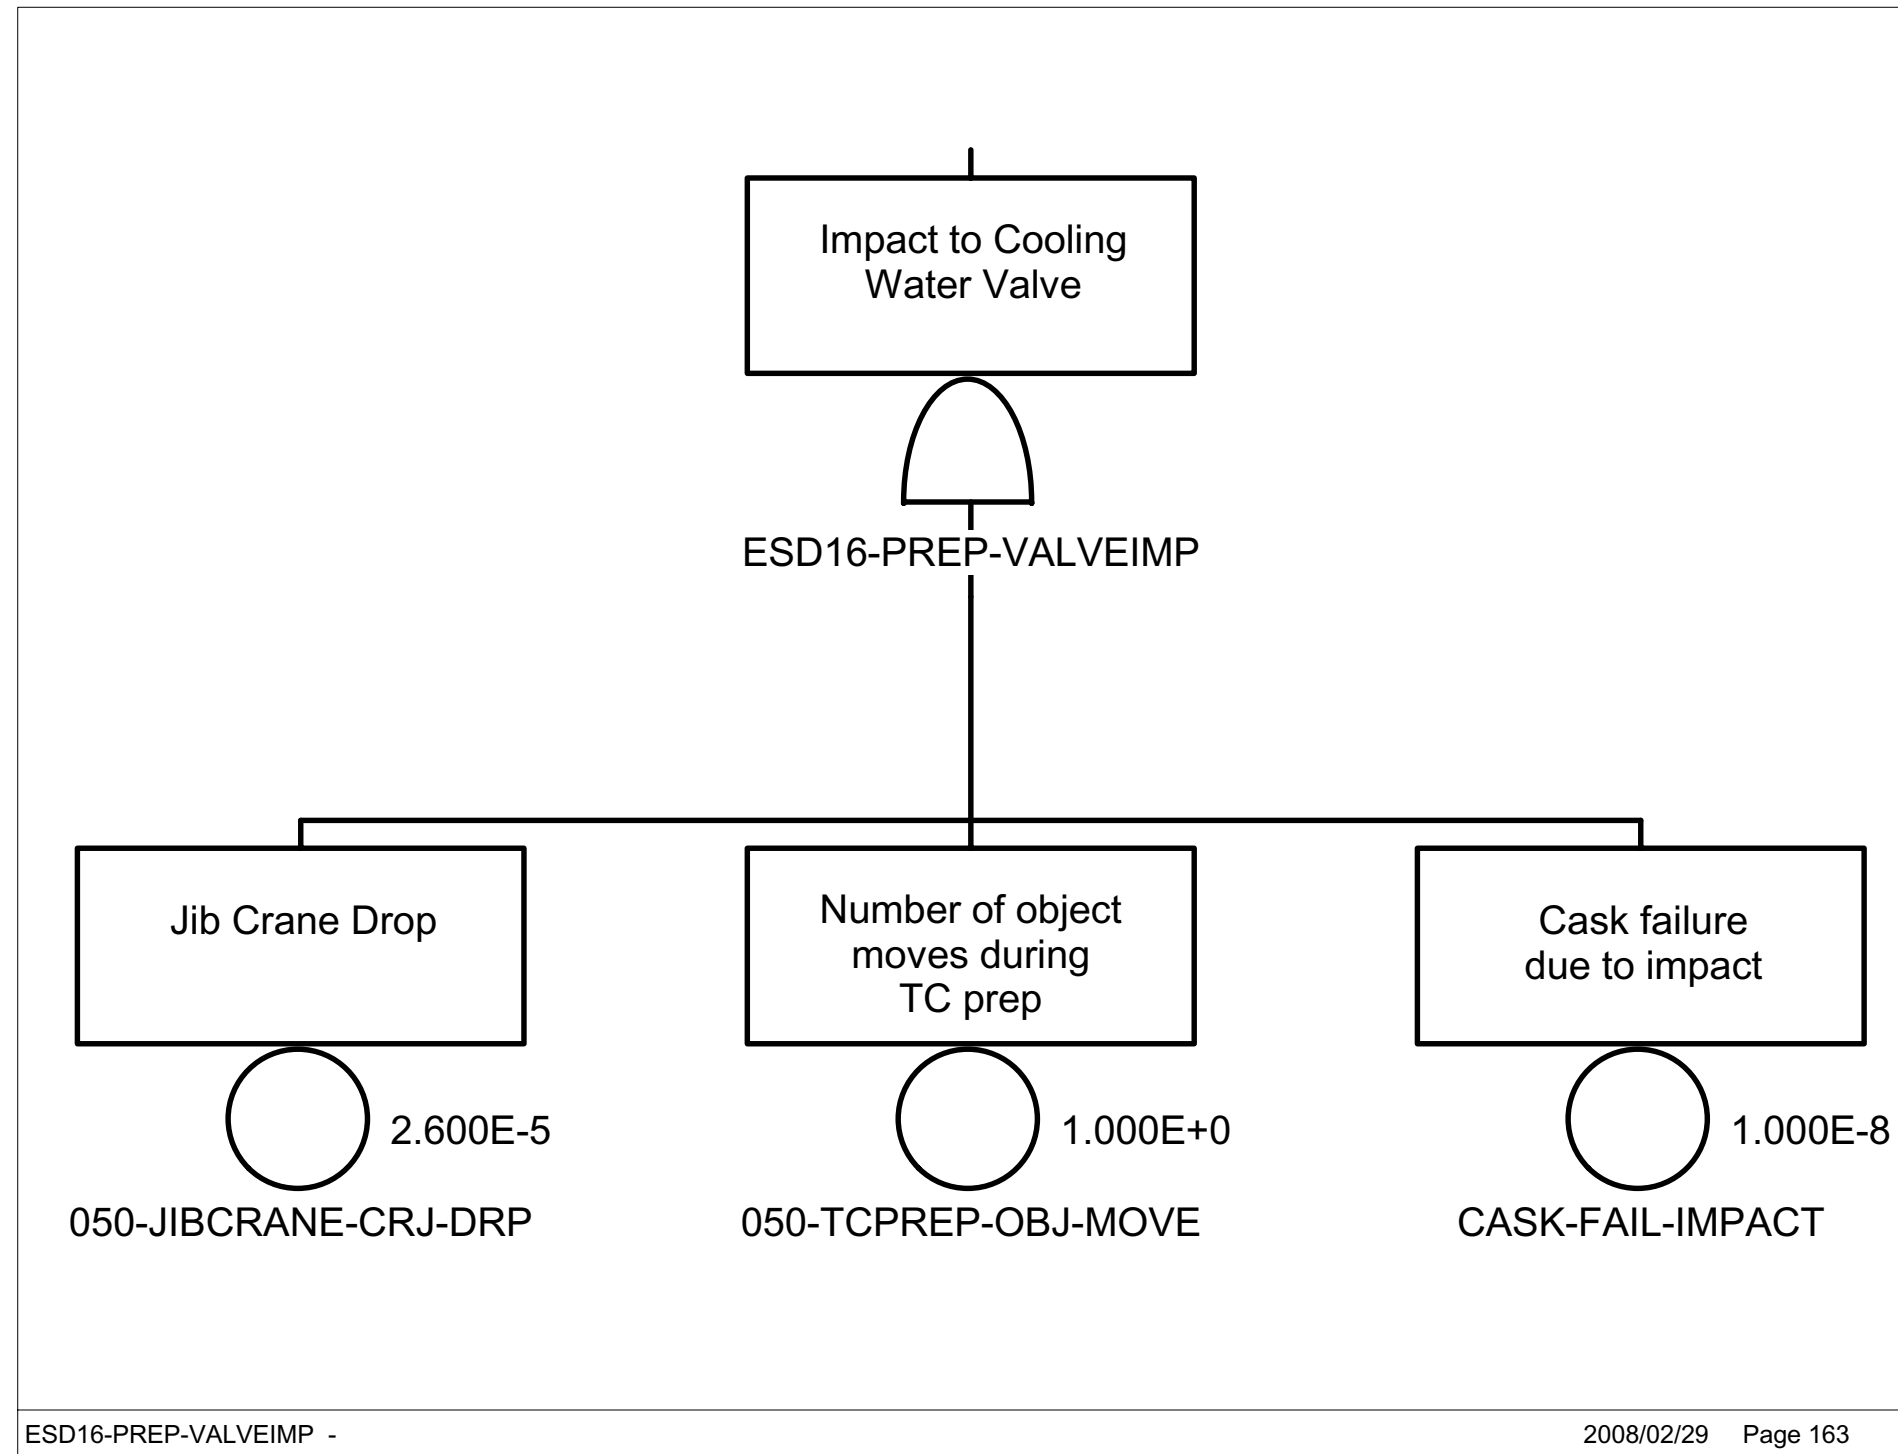 Impact to Cooling
Water Valve
ESD16-PREP-VALVEIMP
Jib Crane Drop
Number of object
moves during
TC prep
Cask failure
due to impact
2.600E-5
1.000E+0
1.000E-8
050-JIBCRANE-CRJ-DRP
050-TCPREP-OBJ-MOVE
CASK-FAIL-IMPACT
ESD16-PREP-VALVEIMP -
2008/02/29 Page 163